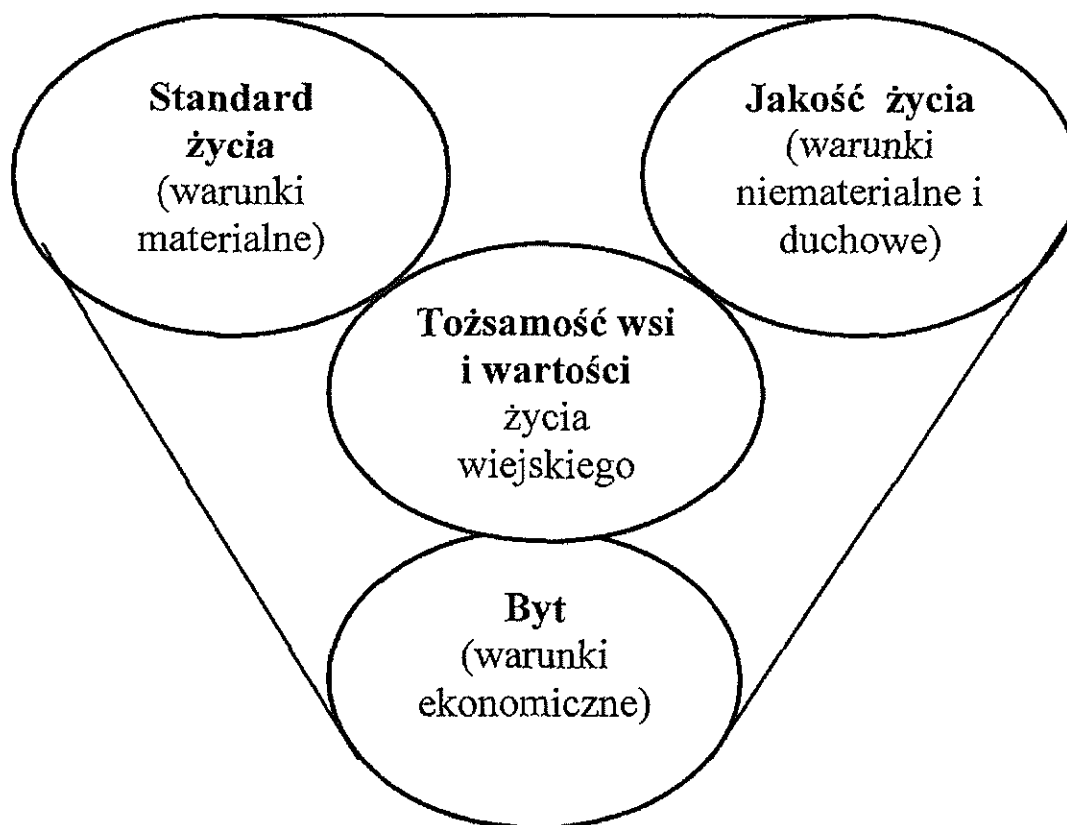 Standard
życia
(warunki
materialne)
Jakość życia
(warunki
niematerialne i
duchowe)
Tożsamość wsi
i wartości
życia
wiejskiego
Byt
(warunki
ekonomiczne)